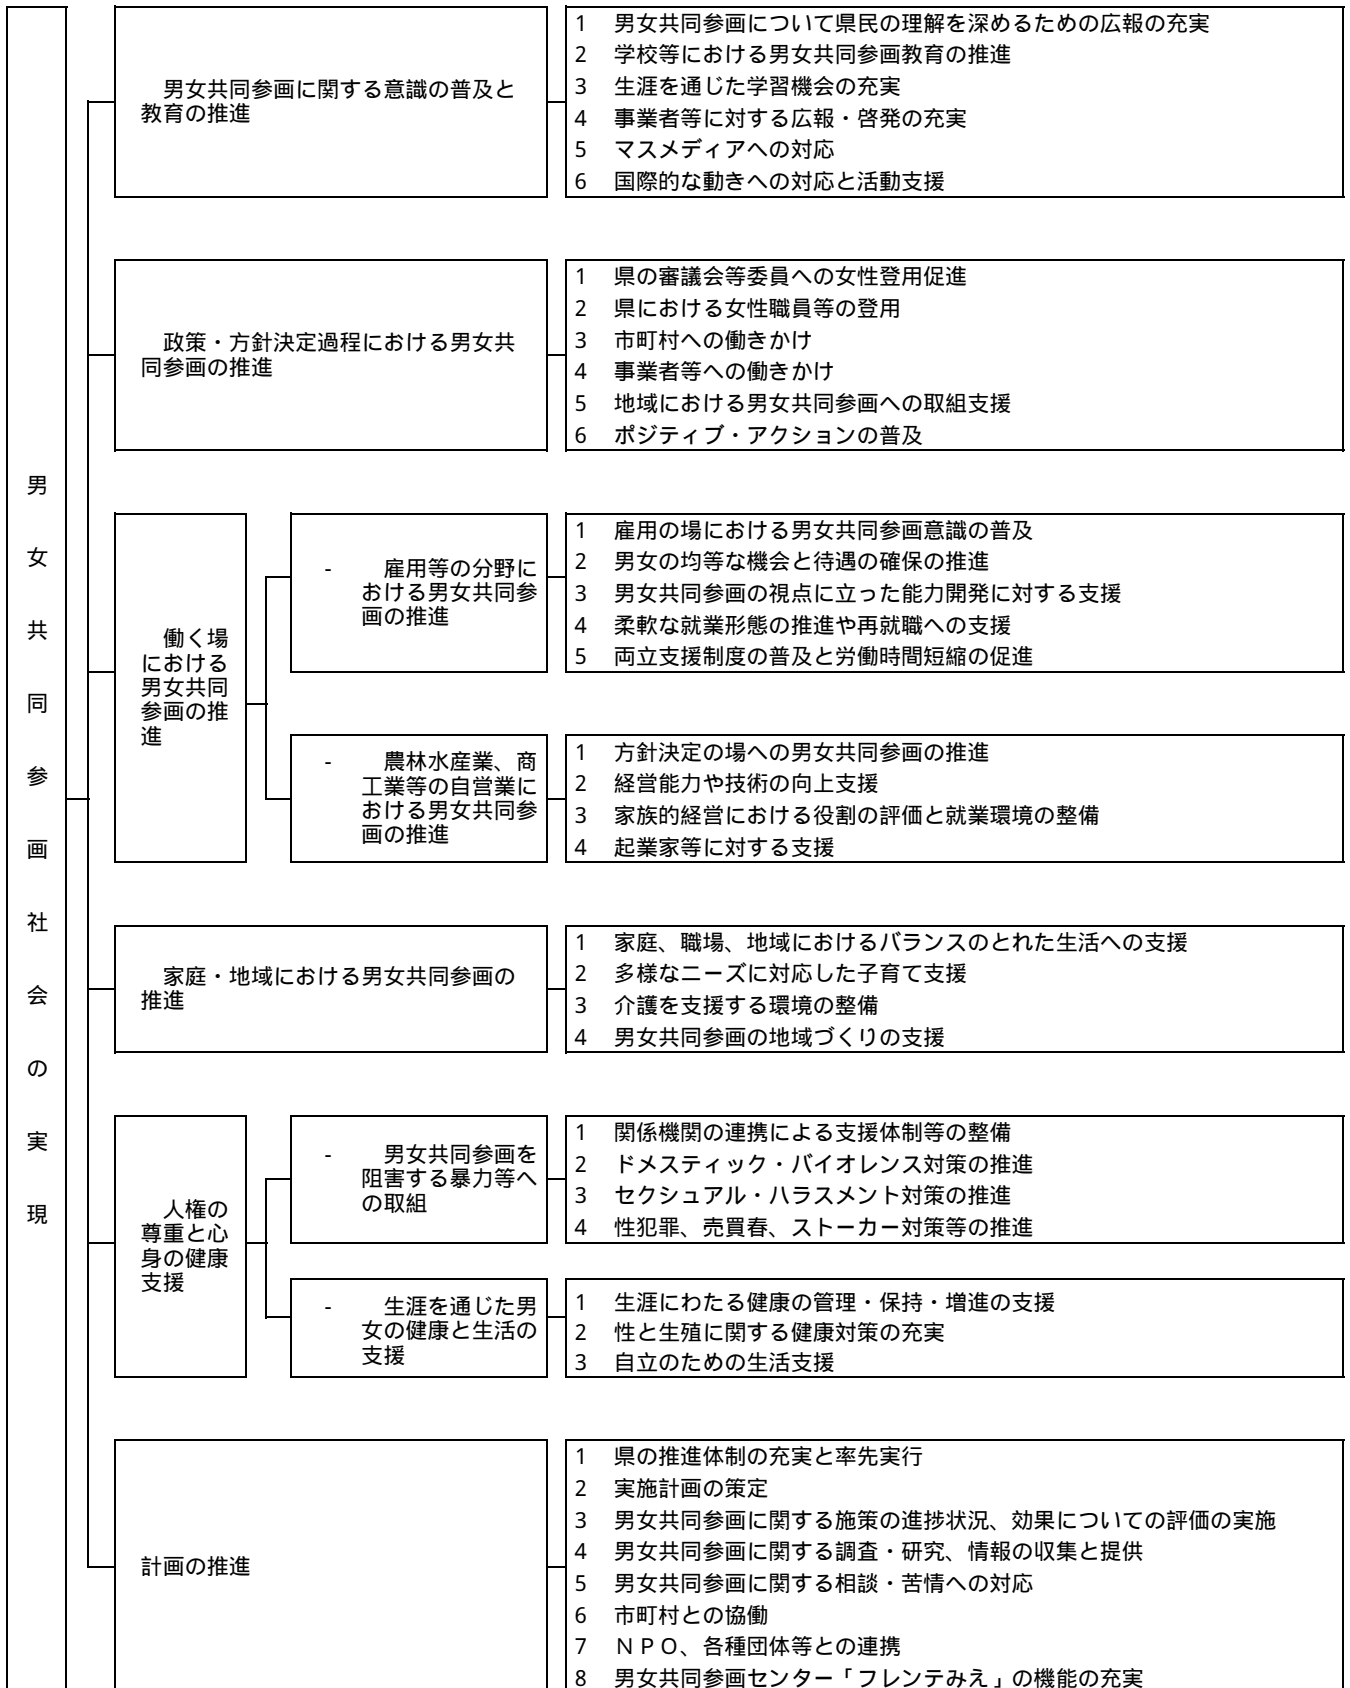 男女共同参画社会の実現
男女共同参画に関する意識の普及と
教育の推進
1 男女共同参画について県民の理解を深めるための広報の充実
2 学校等における男女共同参画教育の推進
3 生涯を通じた学習機会の充実
4 事業者等に対する広報・啓発の充実
5 マスメディアへの対応
6 国際的な動きへの対応と活動支援
政策・方針決定過程における男女共
同参画の推進
1 県の審議会等委員への女性登用促進
2 県における女性職員等の登用
3 市町村への働きかけ
4 事業者等への働きかけ
5 地域における男女共同参画への取組支援
6 ポジティブ・アクションの普及
働く場
における
男女共同
参画の推
進
- 雇用等の分野に
おける男女共同参
画の推進
1 雇用の場における男女共同参画意識の普及
2 男女の均等な機会と待遇の確保の推進
3 男女共同参画の視点に立った能力開発に対する支援
4 柔軟な就業形態の推進や再就職への支援
5 両立支援制度の普及と労働時間短縮の促進
- 農林水産業、商
工業等の自営業に
おける男女共同参
画の推進
1 方針決定の場への男女共同参画の推進
2 経営能力や技術の向上支援
3 家族的経営における役割の評価と就業環境の整備
4 起業家等に対する支援
家庭・地域における男女共同参画の
推進
1 家庭、職場、地域におけるバランスのとれた生活への支援
2 多様なニーズに対応した子育て支援
3 介護を支援する環境の整備
4 男女共同参画の地域づくりの支援
人権の
尊重と心
身の健康
支援
- 男女共同参画を
阻害する暴力等へ
の取組
1 関係機関の連携による支援体制等の整備
2 ドメスティック・バイオレンス対策の推進
3 セクシュアル・ハラスメント対策の推進
4 性犯罪、売買春、ストーカー対策等の推進
- 生涯を通じた男
女の健康と生活の
支援
1 生涯にわたる健康の管理・保持・増進の支援
2 性と生殖に関する健康対策の充実
3 自立のための生活支援
計画の推進
1 県の推進体制の充実と率先実行
2 実施計画の策定
3 男女共同参画に関する施策の進捗状況、効果についての評価の実施
4 男女共同参画に関する調査・研究、情報の収集と提供
5 男女共同参画に関する相談・苦情への対応
6 市町村との協働
7 ＮＰＯ、各種団体等との連携
8 男女共同参画センター「フレンテみえ」の機能の充実